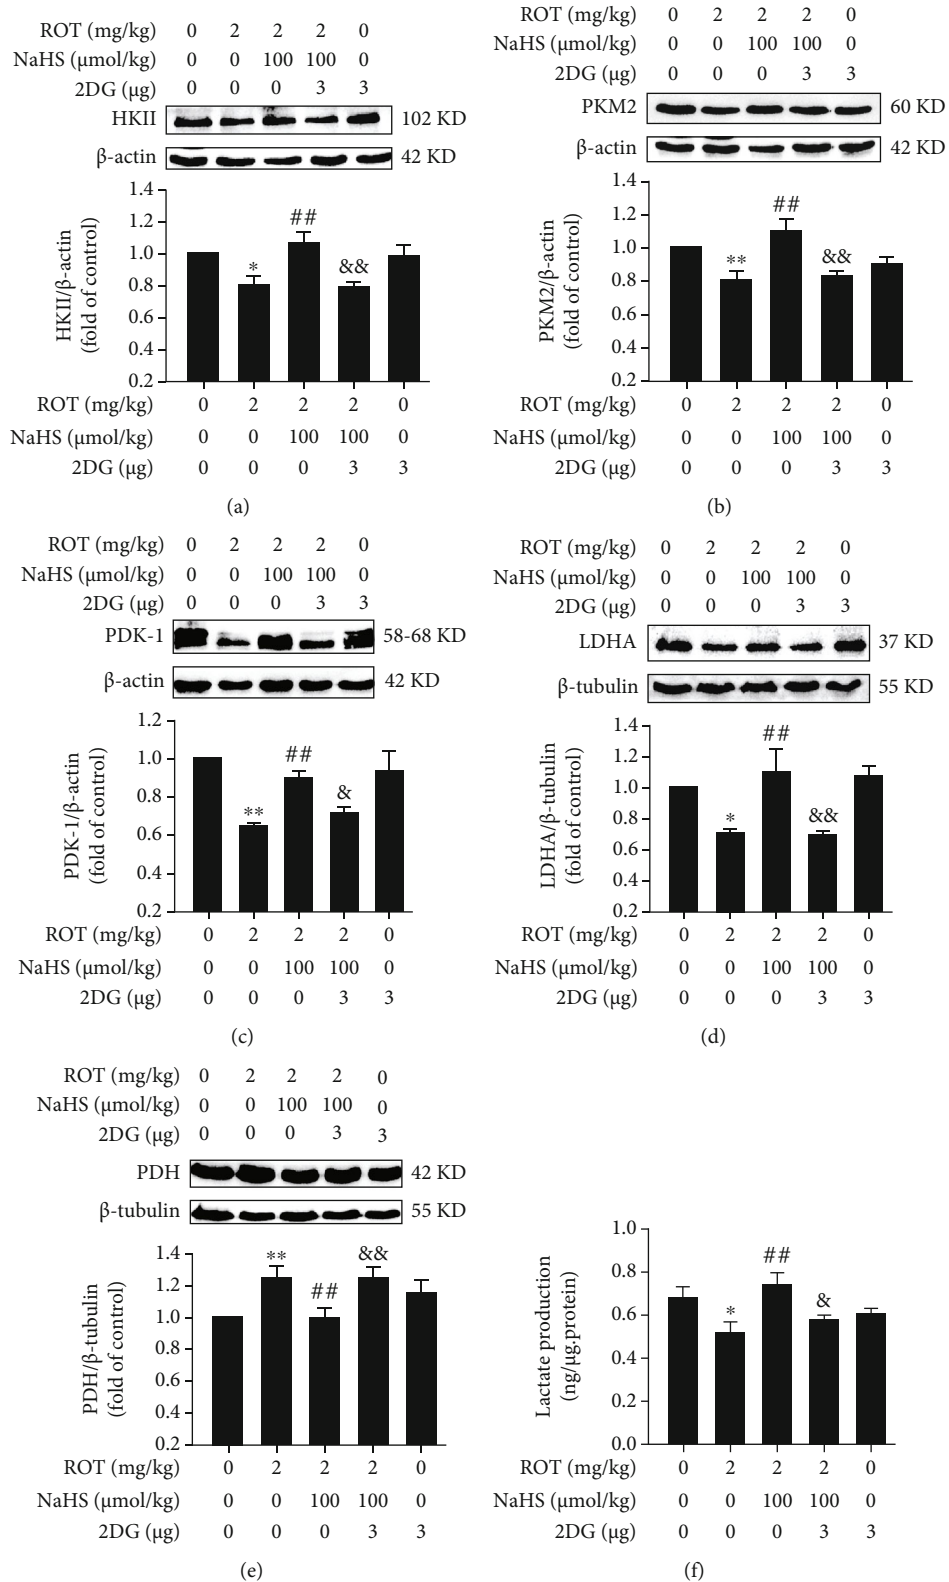 ROT (mg/kg) 0 2 2 2 0
NaHS (μmol/kg) 0 0 100 100 0
2DG (μg) 0 0 0 3 3
HKII 102 KD
β-actin 42 KD
HKII/β-actin
(fold of control)
1.4
1.2
1.0
0.8
0.6
0.4
0.2
* ## &&
ROT (mg/kg) 0 2 2 2 0
NaHS (μmol/kg) 0 0 100 100 0
2DG (μg) 0 0 0 3 3
(a)
ROT (mg/kg) 0 2 2 2 0
NaHS (μmol/kg) 0 0 100 100 0
2DG (μg) 0 0 0 3 3
PKM2 60 KD
β-actin 42 KD
PKM2/β-actin
(fold of control)
1.4
1.2
1.0
0.8
0.6
0.4
0.2
** ## &&
ROT (mg/kg) 0 2 2 2 0
NaHS (μmol/kg) 0 0 100 100 0
2DG (μg) 0 0 0 3 3
(b)
ROT (mg/kg) 0 2 2 2 0
NaHS (μmol/kg) 0 0 100 100 0
2DG (μg) 0 0 0 3 3
PDK-1 58-68 KD
β-actin 42 KD
PDK-1/β-actin
(fold of control)
1.2
1.0
0.8
0.6
0.4
0.2
** ## &
ROT (mg/kg) 0 2 2 2 0
NaHS (μmol/kg) 0 0 100 100 0
2DG (μg) 0 0 0 3 3
(c)
ROT (mg/kg) 0 2 2 2 0
NaHS (μmol/kg) 0 0 100 100 0
2DG (μg) 0 0 0 3 3
LDHA 37 KD
β-tubulin 55 KD
LDHA/β-tubulin
(fold of control)
1.4
1.2
1.0
0.8
0.6
0.4
0.2
* ## &&
ROT (mg/kg) 0 2 2 2 0
NaHS (μmol/kg) 0 0 100 100 0
2DG (μg) 0 0 0 3 3
(d)
ROT (mg/kg) 0 2 2 2 0
NaHS (μmol/kg) 0 0 100 100 0
2DG (μg) 0 0 0 3 3
PDH 42 KD
β-tubulin 55 KD
PDH/β-tubulin
(fold of control)
1.4
1.2
1.0
0.8
0.6
0.4
0.2
** ## &&
ROT (mg/kg) 0 2 2 2 0
NaHS (μmol/kg) 0 0 100 100 0
2DG (μg) 0 0 0 3 3
(e)
Lactate production
(ng/μg.protein)
1.0
0.8
0.6
0.4
0.2
0.0
* ## &
ROT (mg/kg) 0 2 2 2 0
NaHS (μmol/kg) 0 0 100 100 0
2DG (μg) 0 0 0 3 3
(f)